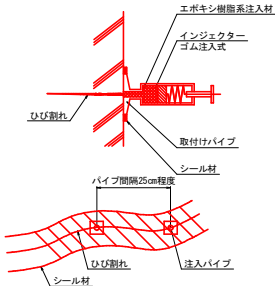 エポキシ樹脂系注入材
インジェクター
ゴム注入式
ひび割れ
取付けパイプ
シール材
パイプ間隔25cm程度
ひび割れ
注入パイプ
シール材